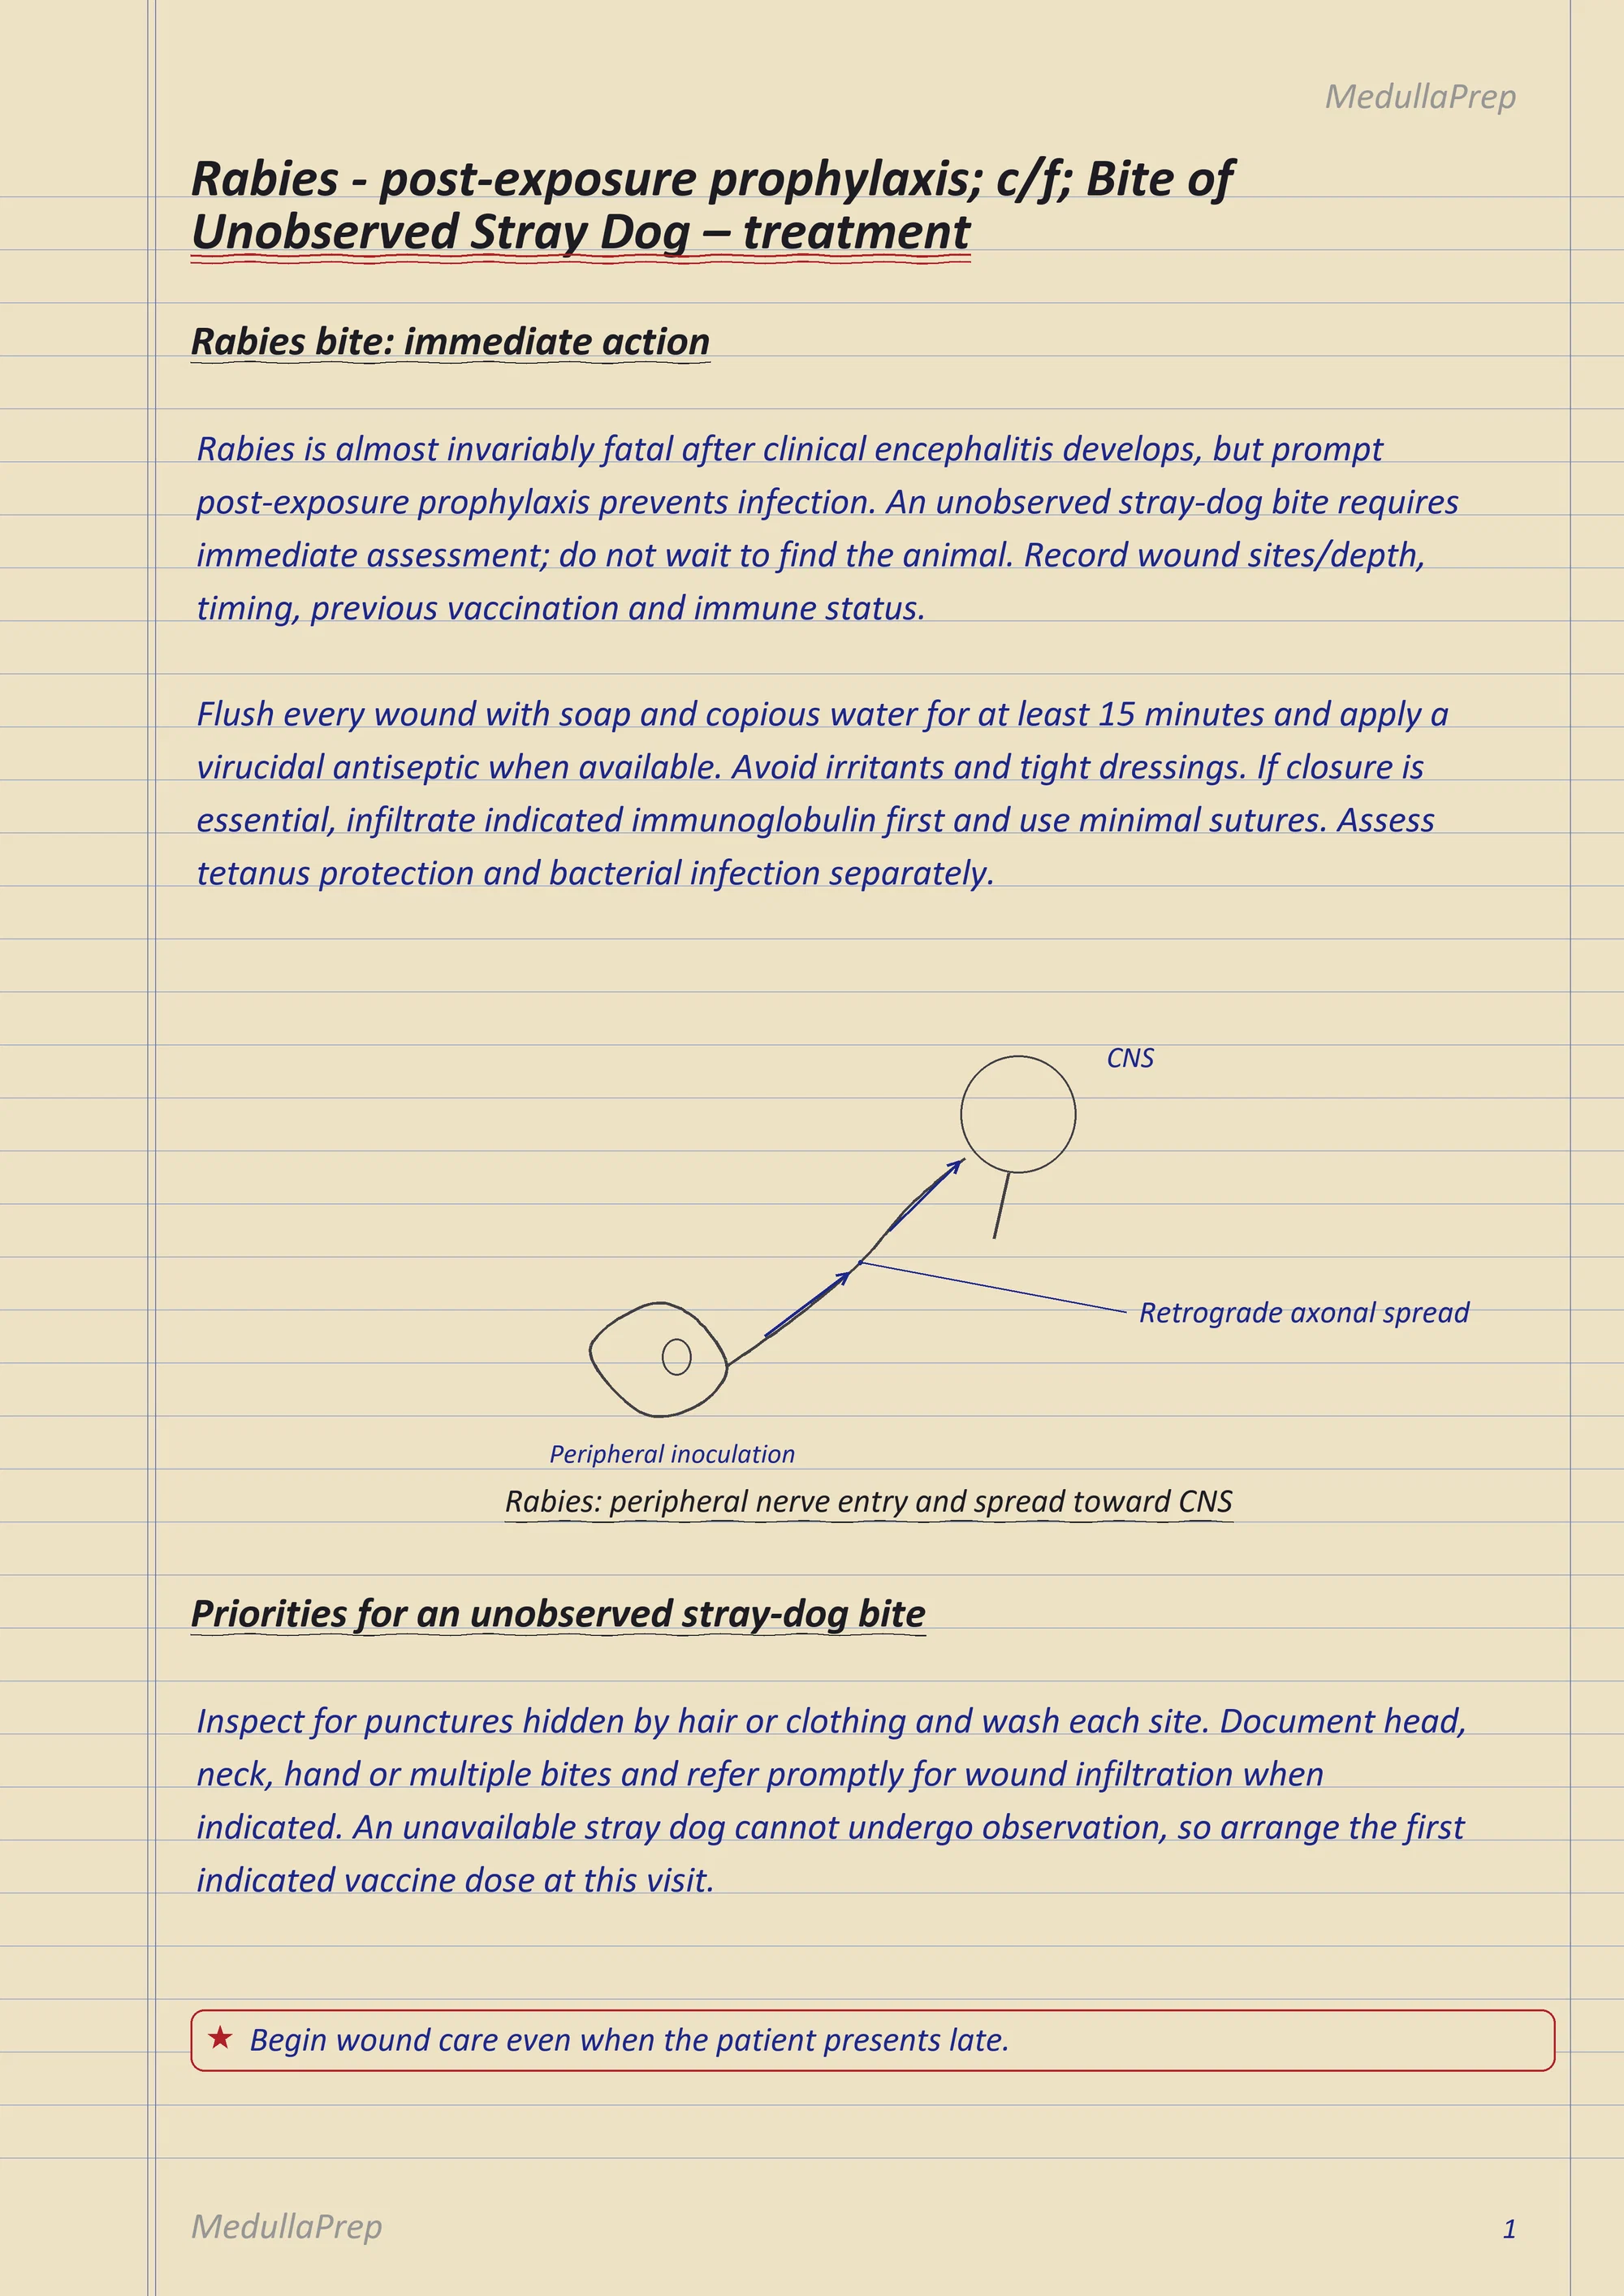 MedullaPrep
Rabies - post-exposure prophylaxis; c/f; Bite of
Unobserved Stray Dog – treatment
Rabies bite: immediate action
Rabies is almost invariably fatal after clinical encephalitis develops, but prompt
post-exposure prophylaxis prevents infection. An unobserved stray-dog bite requires
immediate assessment; do not wait to find the animal. Record wound sites/depth,
timing, previous vaccination and immune status.
Flush every wound with soap and copious water for at least 15 minutes and apply a
virucidal antiseptic when available. Avoid irritants and tight dressings. If closure is
essential, infiltrate indicated immunoglobulin first and use minimal sutures. Assess
tetanus protection and bacterial infection separately.
CNS
Retrograde axonal spread
Peripheral inoculation
Rabies: peripheral nerve entry and spread toward CNS
Priorities for an unobserved stray-dog bite
Inspect for punctures hidden by hair or clothing and wash each site. Document head,
neck, hand or multiple bites and refer promptly for wound infiltration when
indicated. An unavailable stray dog cannot undergo observation, so arrange the first
indicated vaccine dose at this visit.
★ Begin wound care even when the patient presents late.
MedullaPrep
1